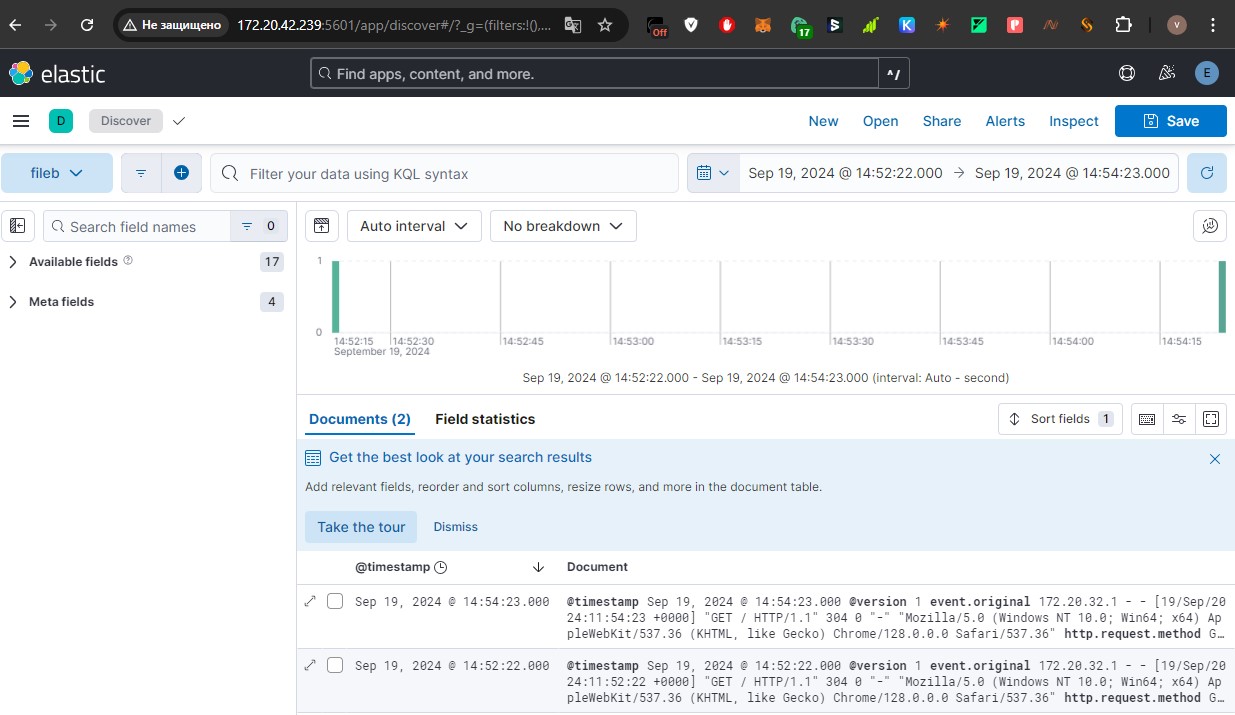 Не защищено 172.20.42.239:5601/app/discover#/?_g=(filters:!(),...
Off 17 V
elastic Find apps, content, and more. ^/ E
D Discover New Open Share Alerts Inspect Save
fileb Filter your data using KQL syntax Sep 19, 2024 @ 14:52:22.000 → Sep 19, 2024 @ 14:54:23.000
Search field names 0 Auto interval No breakdown
Available fields 17
Meta fields 4
1
0
14:52:15 14:52:30 14:52:45 14:53:00 14:53:15 14:53:30 14:53:45 14:54:00 14:54:15
September 19, 2024
Sep 19, 2024 @ 14:52:22.000 - Sep 19, 2024 @ 14:54:23.000 (interval: Auto - second)
Documents (2) Field statistics Sort fields 1
Get the best look at your search results
Add relevant fields, reorder and sort columns, resize rows, and more in the document table.
Take the tour Dismiss
@timestamp Document
Sep 19, 2024 @ 14:54:23.000 @timestamp Sep 19, 2024 @ 14:54:23.000 @version 1 event.original 172.20.32.1 - - [19/Sep/20
24:11:54:23 +0000] "GET / HTTP/1.1" 304 0 "-" "Mozilla/5.0 (Windows NT 10.0; Win64; x64) Ap
pleWebKit/537.36 (KHTML, like Gecko) Chrome/128.0.0.0 Safari/537.36" http.request.method G…
Sep 19, 2024 @ 14:52:22.000 @timestamp Sep 19, 2024 @ 14:52:22.000 @version 1 event.original 172.20.32.1 - - [19/Sep/20
24:11:52:22 +0000] "GET / HTTP/1.1" 304 0 "-" "Mozilla/5.0 (Windows NT 10.0; Win64; x64) Ap
pleWebKit/537.36 (KHTML, like Gecko) Chrome/128.0.0.0 Safari/537.36" http.request.method G…